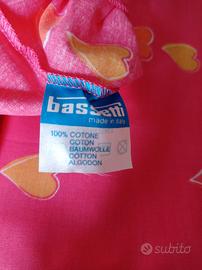 bassetti
made in italy
100% COTONE
COTON
BAUMWOLLE
COTTON
ALGODON
subito